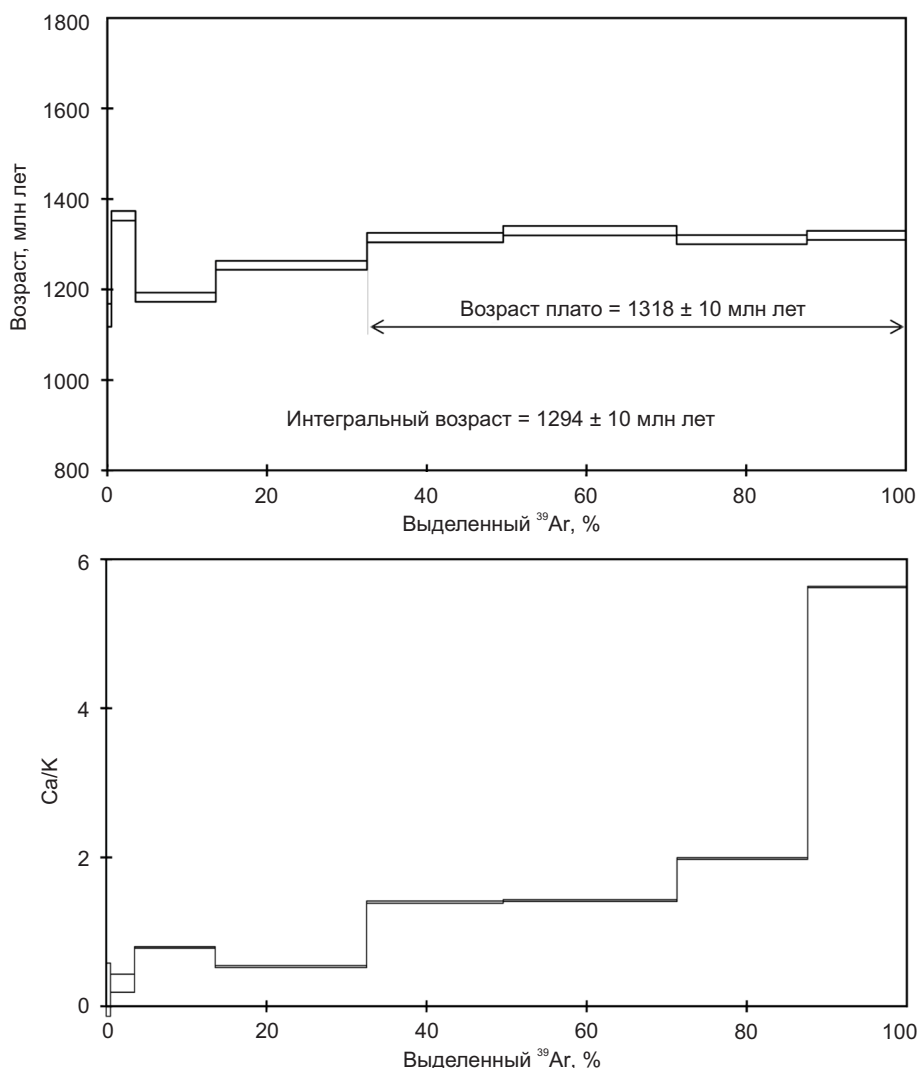 1800
1600
1400
1200
1000
800
Возраст, млн лет
Возраст плато = 1318 ± 10 млн лет
Интегральный возраст = 1294 ± 10 млн лет
0 20 40 60 80 100
Выделенный ³⁹Ar, %
6
4
2
0
Ca/K
0 20 40 60 80 100
Выделенный ³⁹Ar, %